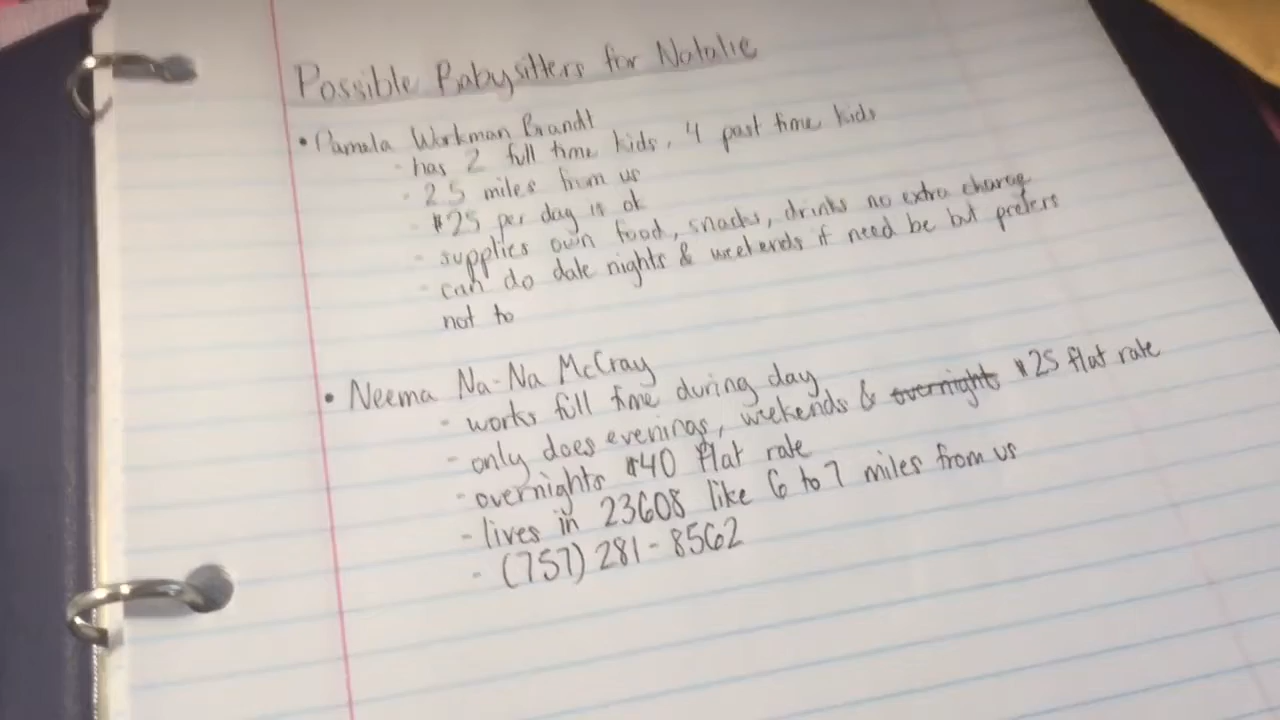 Possible Babysitters for Natalie
• Pamela Workman Brandt
- has 2 full time kids, 4 past time kids
- 2.5 miles from us
- $25 per day is ok
- supplies own food, snacks, drinks no extra charge
- can do date nights & weekends if need be but prefers
not to
• Neema Na-Na McCray
- works full time during day
- only does evenings, weekends & overnights $25 flat rate
- overnights $40 flat rate
- lives in 23608 like 6 to 7 miles from us
- (757) 281-8562